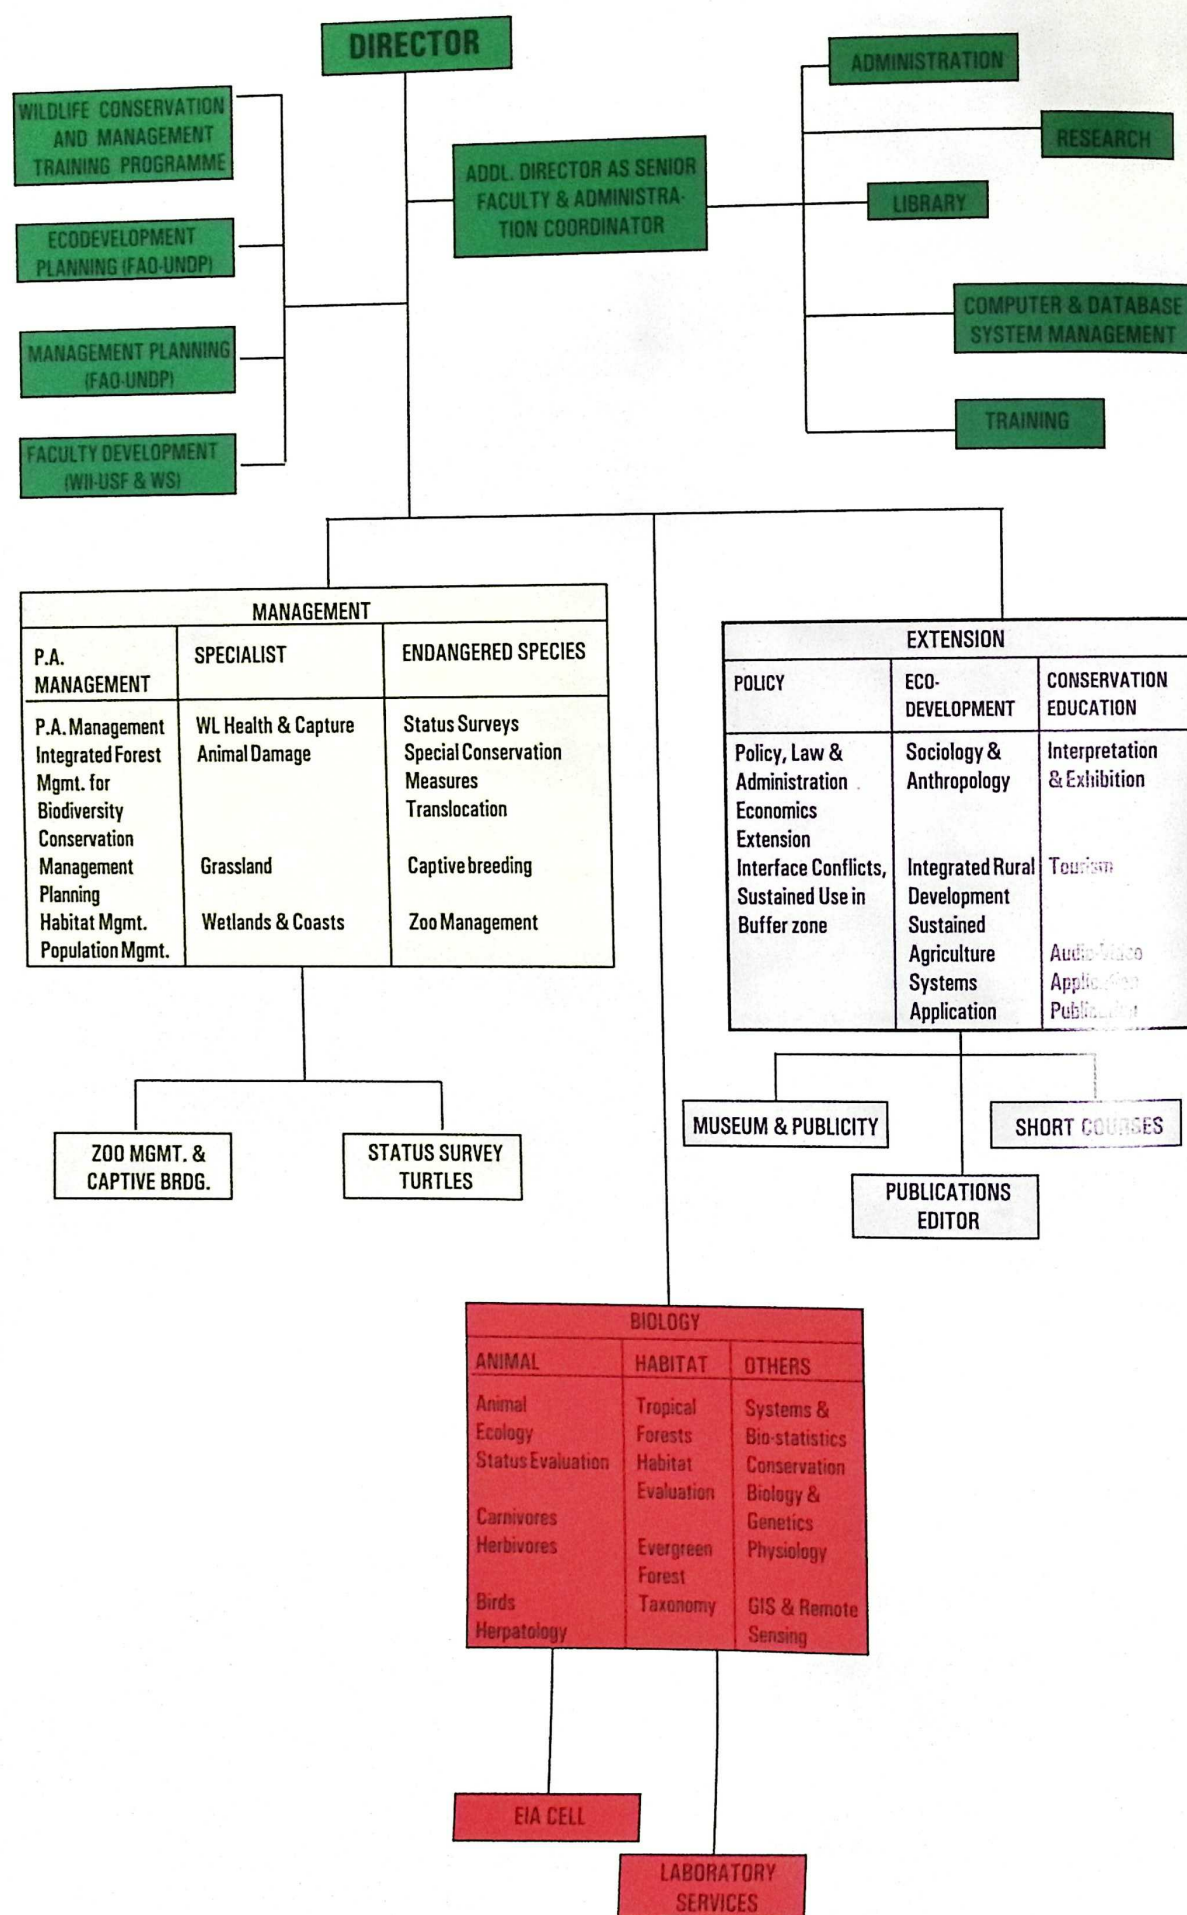 DIRECTOR
WILDLIFE CONSERVATION
AND MANAGEMENT
TRAINING PROGRAMME
ECODEVELOPMENT
PLANNING (FAO-UNDP)
MANAGEMENT PLANNING
(FAO-UNDP)
FACULTY DEVELOPMENT
(WII-USF & WS)
ADDL. DIRECTOR AS SENIOR
FACULTY & ADMINISTRA-
TION COORDINATOR
ADMINISTRATION
RESEARCH
LIBRARY
COMPUTER & DATABASE
SYSTEM MANAGEMENT
TRAINING
MANAGEMENT
P.A.
MANAGEMENT
P.A. Management
Integrated Forest
Mgmt. for
Biodiversity
Conservation
Management
Planning
Habitat Mgmt.
Population Mgmt.
SPECIALIST
WL Health & Capture
Animal Damage
Grassland
Wetlands & Coasts
ENDANGERED SPECIES
Status Surveys
Special Conservation
Measures
Translocation
Captive breeding
Zoo Management
ZOO MGMT. &
CAPTIVE BRDG.
STATUS SURVEY
TURTLES
EXTENSION
POLICY
Policy, Law &
Administration
Economics
Extension
Interface Conflicts,
Sustained Use in
Buffer zone
ECO-
DEVELOPMENT
Sociology &
Anthropology
Integrated Rural
Development
Sustained
Agriculture
Systems
Application
CONSERVATION
EDUCATION
Interpretation
& Exhibition
Tourism
Audio-Video
Application
Publication
MUSEUM & PUBLICITY
PUBLICATIONS
EDITOR
SHORT COURSES
BIOLOGY
ANIMAL
Animal
Ecology
Status Evaluation
Carnivores
Herbivores
Birds
Herpatology
HABITAT
Tropical
Forests
Habitat
Evaluation
Evergreen
Forest
Taxonomy
OTHERS
Systems &
Bio-statistics
Conservation
Biology &
Genetics
Physiology
GIS & Remote
Sensing
EIA CELL
LABORATORY
SERVICES